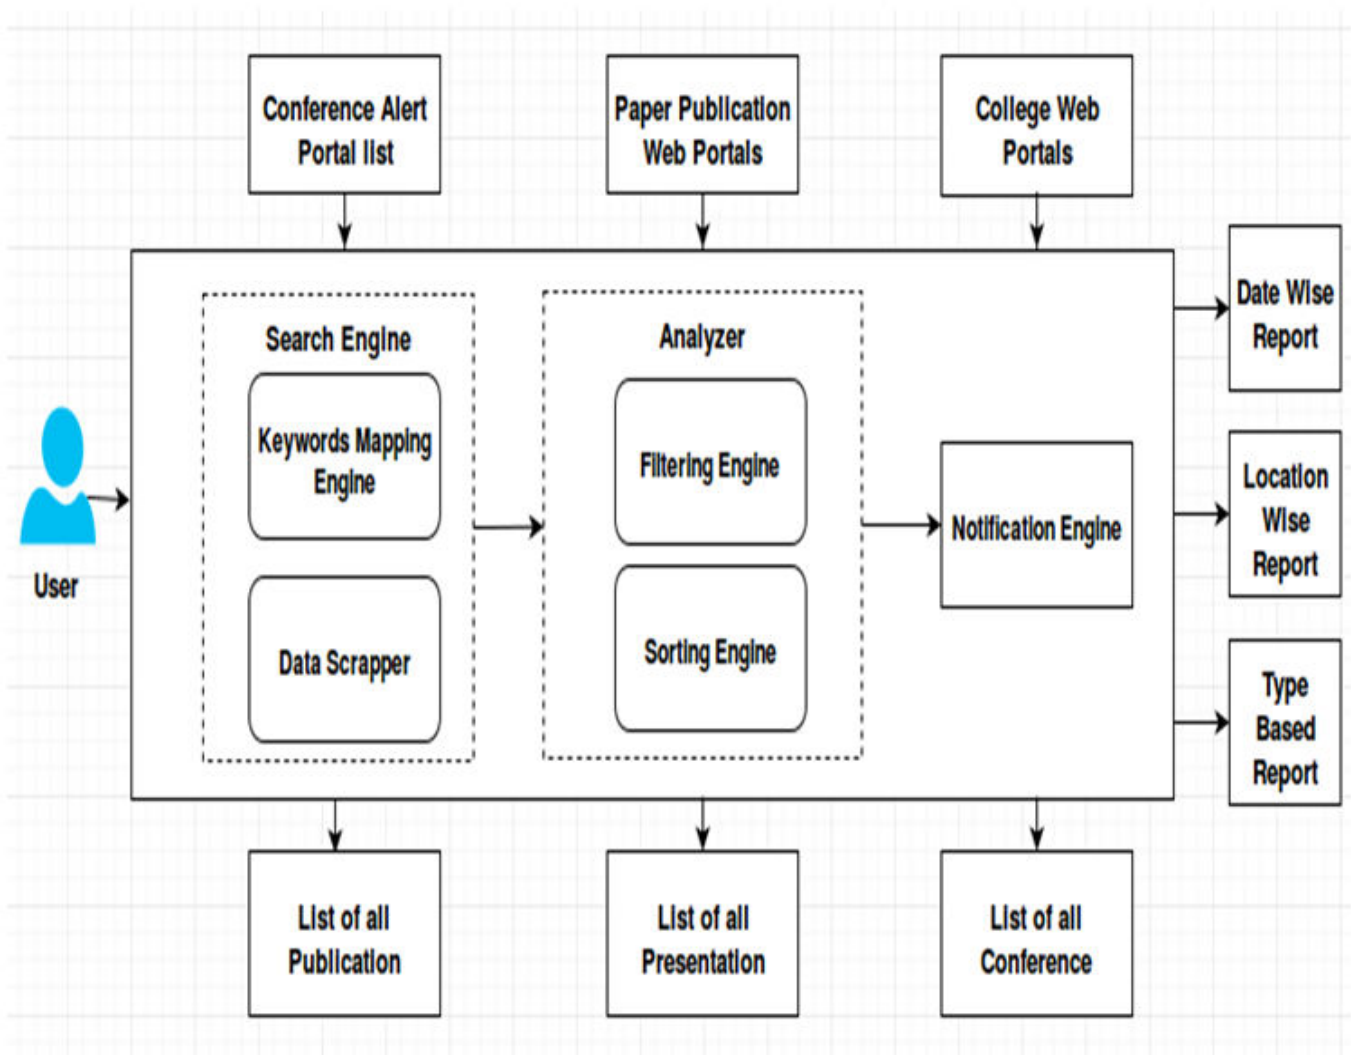 Conference Alert
Portal list
Paper Publication
Web Portals
College Web
Portals
Date Wise
Report
Search Engine
Analyzer
Keywords Mapping
Engine
Filtering Engine
Location
Wise
Report
Notification Engine
User
Data Scrapper
Sorting Engine
Type
Based
Report
List of all
Publication
List of all
Presentation
List of all
Conference